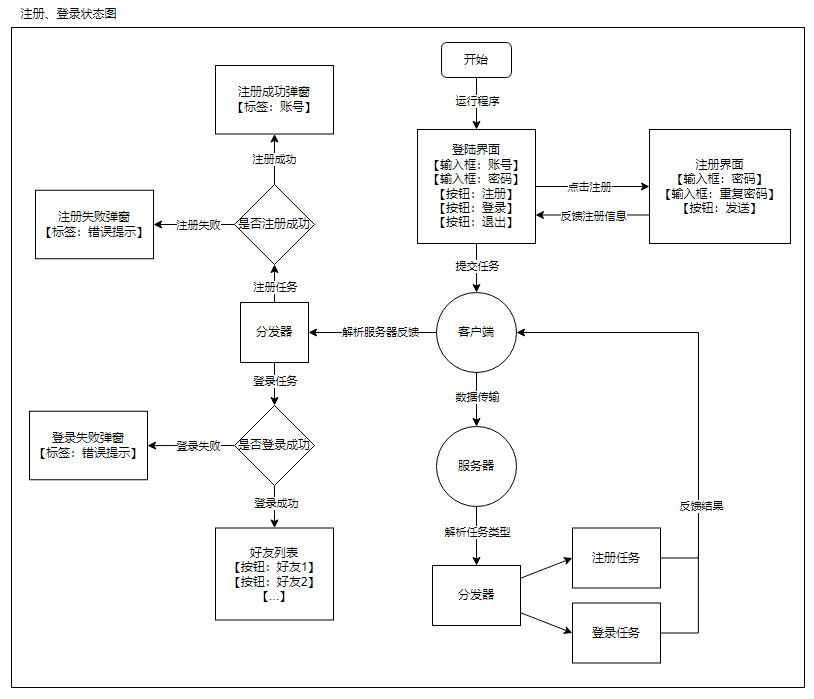 注册、登录状态图
开始
运行程序
注册成功弹窗
【标签：账号】
登陆界面
【输入框：账号】
【输入框：密码】
【按钮：注册】
【按钮：登录】
【按钮：退出】
注册界面
【输入框：密码】
【输入框：重复密码】
【按钮：发送】
点击注册
反馈注册信息
注册成功
注册失败弹窗
【标签：错误提示】
注册失败
是否注册成功
提交任务
注册任务
分发器
解析服务器反馈
客户端
登录任务
数据传输
登录失败弹窗
【标签：错误提示】
登录失败
是否登录成功
服务器
登录成功
反馈结果
解析任务类型
好友列表
【按钮：好友1】
【按钮：好友2】
【...】
分发器
注册任务
登录任务